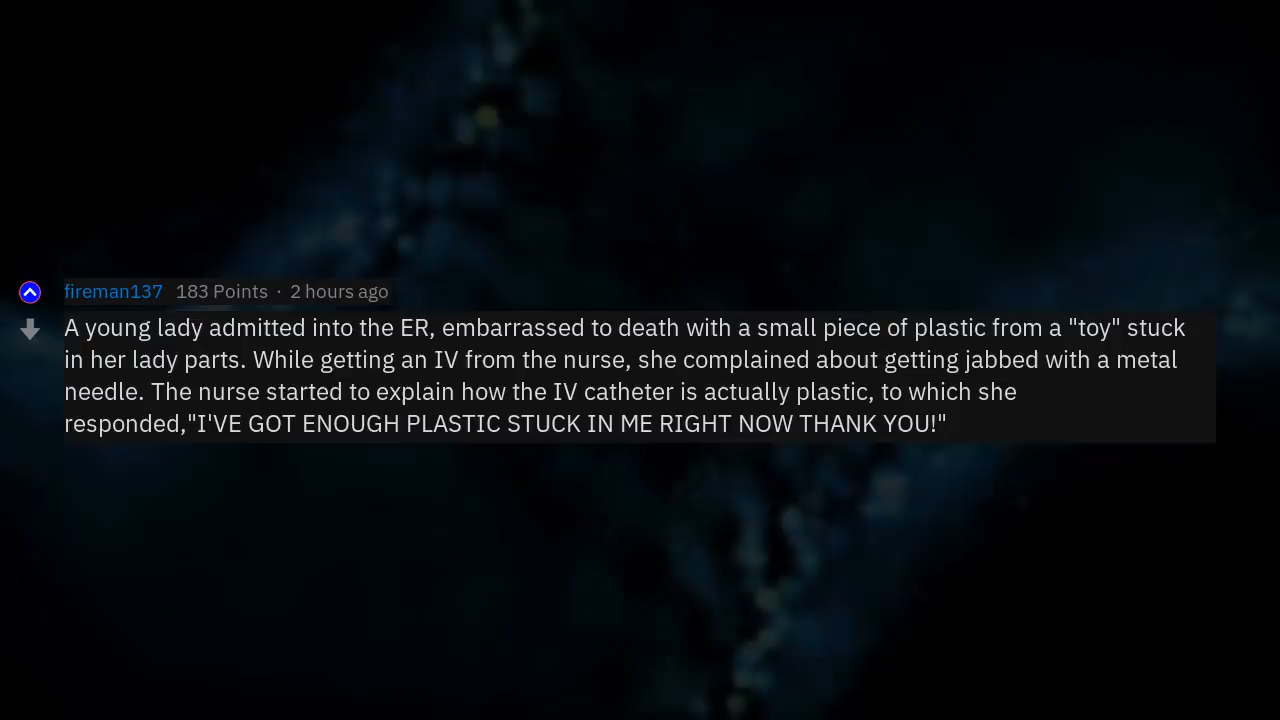 fireman137 183 Points · 2 hours ago
A young lady admitted into the ER, embarrassed to death with a small piece of plastic from a "toy" stuck
in her lady parts. While getting an IV from the nurse, she complained about getting jabbed with a metal
needle. The nurse started to explain how the IV catheter is actually plastic, to which she
responded,"I'VE GOT ENOUGH PLASTIC STUCK IN ME RIGHT NOW THANK YOU!"